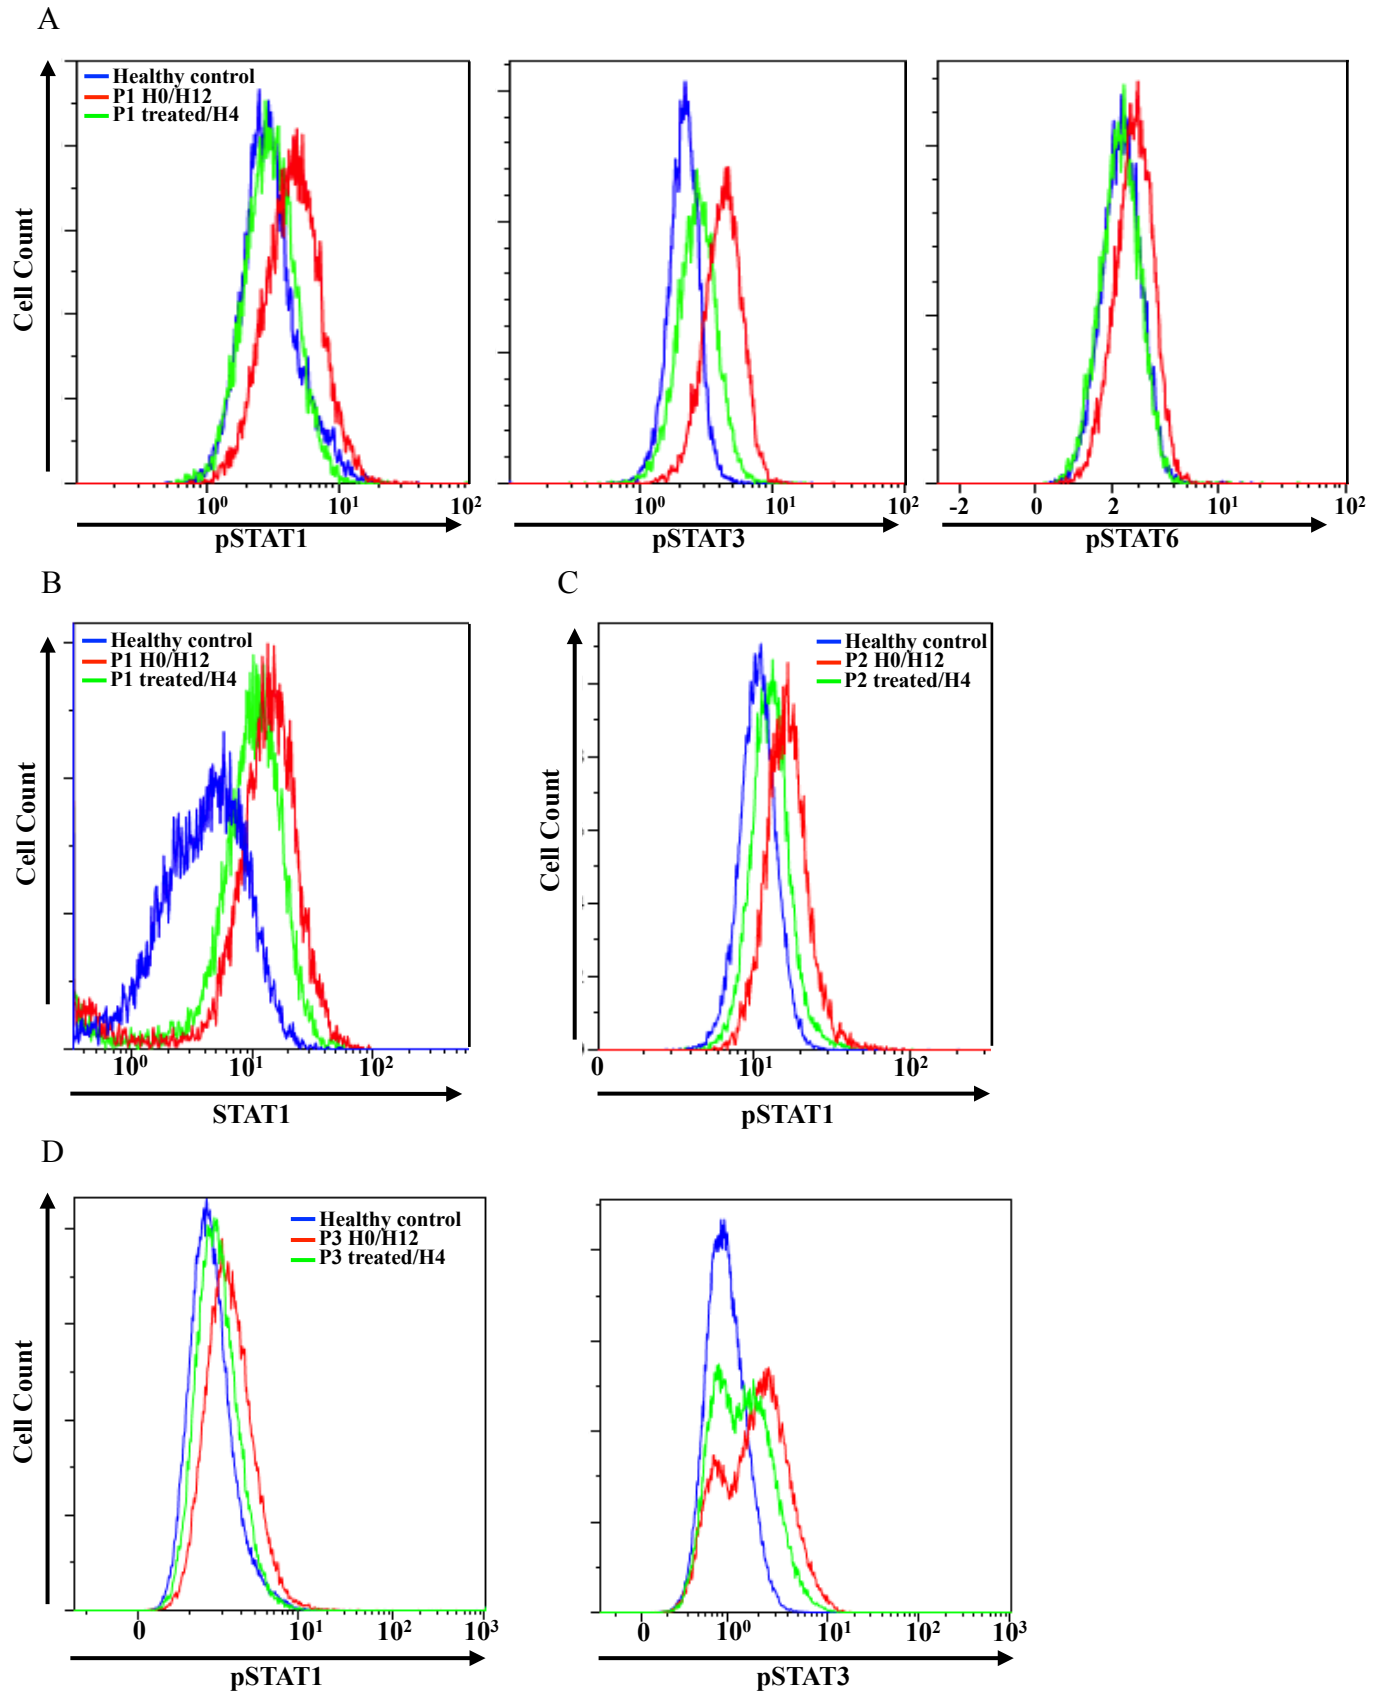 A
Healthy control
P1 H0/H12
P1 treated/H4
Cell Count
10⁰ 10¹ 10²
pSTAT1
10⁰ 10¹ 10²
pSTAT3
-2 0 2 10¹ 10²
pSTAT6
B
Healthy control
P1 H0/H12
P1 treated/H4
Cell Count
10⁰ 10¹ 10²
STAT1
C
Healthy control
P2 H0/H12
P2 treated/H4
Cell Count
0 10¹ 10²
pSTAT1
D
Healthy control
P3 H0/H12
P3 treated/H4
Cell Count
0 10¹ 10² 10³
pSTAT1
0 10⁰ 10¹ 10² 10³
pSTAT3